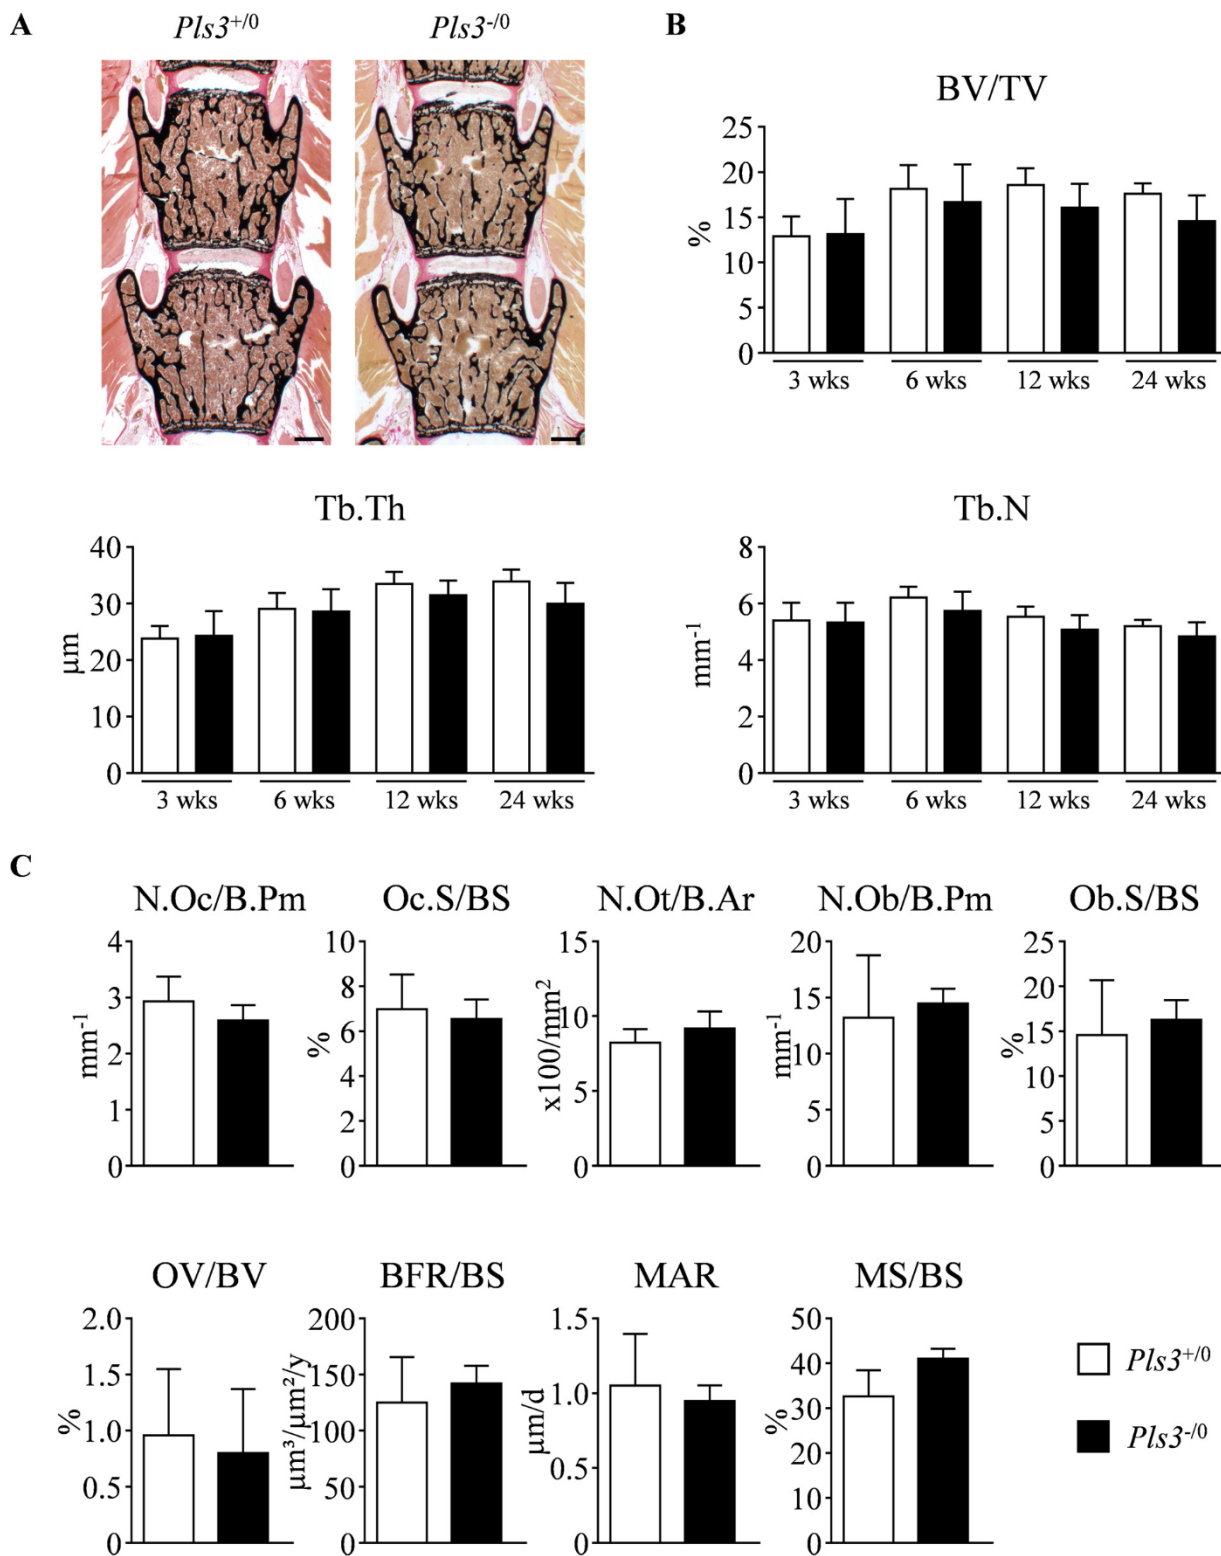 A
Pls3+/0
Pls3-/0
B
BV/TV
25
20
15
10
5
0
%
3 wks
6 wks
12 wks
24 wks
Tb.Th
40
30
20
10
0
µm
3 wks
6 wks
12 wks
24 wks
Tb.N
8
6
4
2
0
mm-1
3 wks
6 wks
12 wks
24 wks
C
N.Oc/B.Pm
4
3
2
1
0
mm-1
Oc.S/BS
10
8
6
4
2
0
%
N.Ot/B.Ar
15
10
5
0
x100/mm2
N.Ob/B.Pm
20
15
10
5
0
mm-1
Ob.S/BS
25
20
15
10
5
0
%
OV/BV
2.0
1.5
1.0
0.5
0
%
BFR/BS
200
150
100
50
0
µm³/µm²/y
MAR
1.5
1.0
0.5
0
µm/d
MS/BS
50
40
30
20
10
0
%
Pls3+/0
Pls3-/0